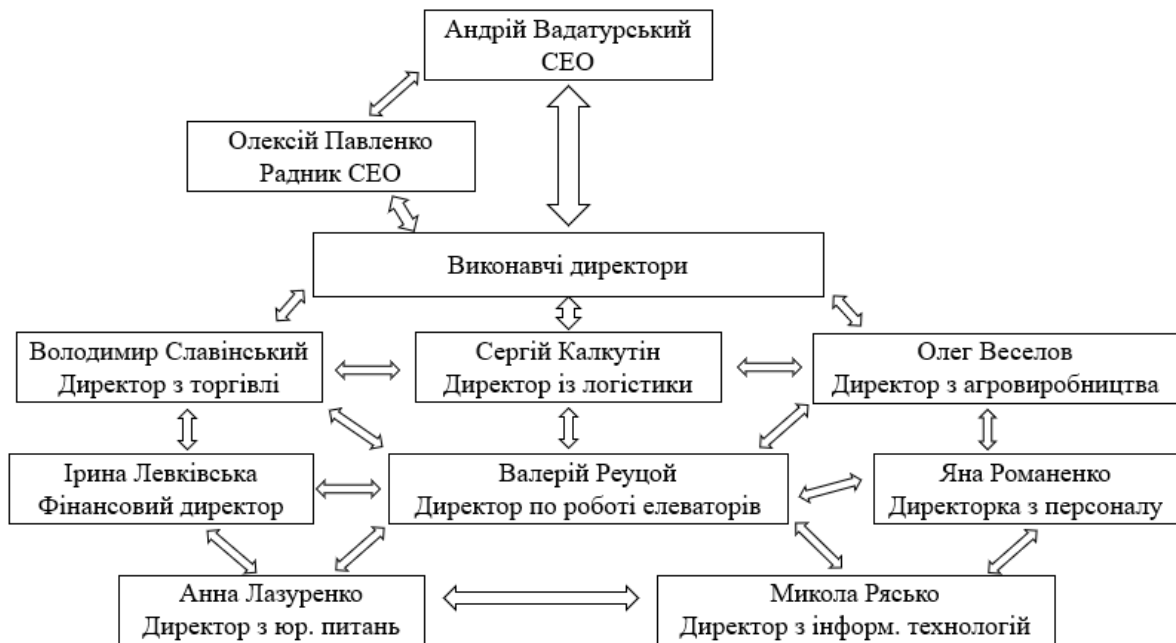 Андрій Вадатурський
СЕО
Олексій Павленко
Радник СЕО
Виконавчі директори
Володимир Славінський
Директор з торгівлі
Сергій Калкутін
Директор із логістики
Олег Веселов
Директор з агровиробництва
Ірина Левківська
Фінансовий директор
Валерій Реуцой
Директор по роботі елеваторів
Яна Романенко
Директорка з персоналу
Анна Лазуренко
Директор з юр. питань
Микола Рясько
Директор з інформ. технологій